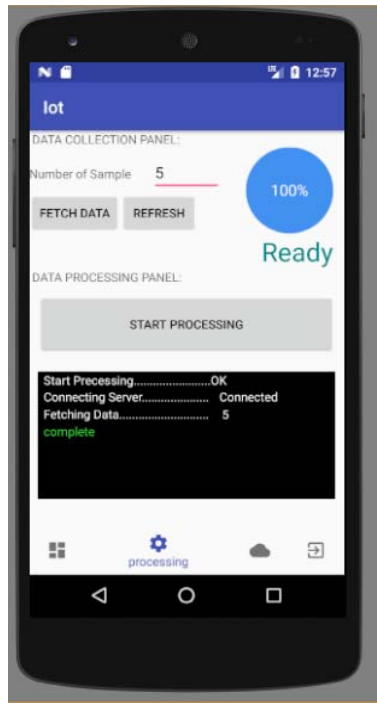 12:57
Iot
DATA COLLECTION PANEL:
Number of Sample 5
100%
FETCH DATA REFRESH
Ready
DATA PROCESSING PANEL:
START PROCESSING
Start Precessing........................OK
Connecting Server...................... Connected
Fetching Data............................. 5
complete
processing